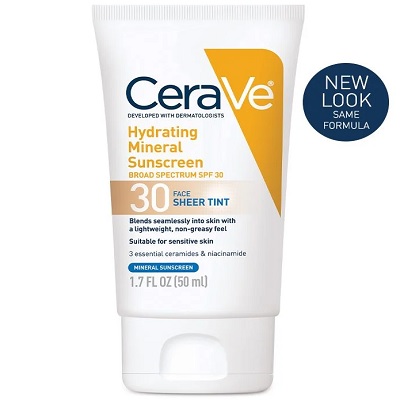 CeraVe
DEVELOPED WITH DERMATOLOGISTS
Hydrating
Mineral
Sunscreen
BROAD SPECTRUM SPF 30
30 FACE
SHEER TINT
Blends seamlessly into skin with
a lightweight, non-greasy feel
Suitable for sensitive skin
3 essential ceramides & niacinamide
MINERAL SUNSCREEN
1.7 FL OZ (50 ml)
NEW
LOOK
SAME
FORMULA